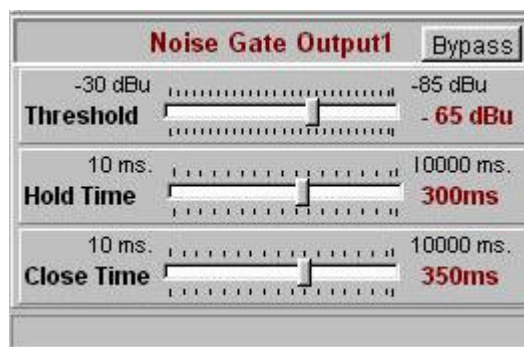 Noise Gate Output1 Bypass
-30 dBu -85 dBu
Threshold - 65 dBu
10 ms. 10000 ms.
Hold Time 300ms
10 ms. 10000 ms.
Close Time 350ms